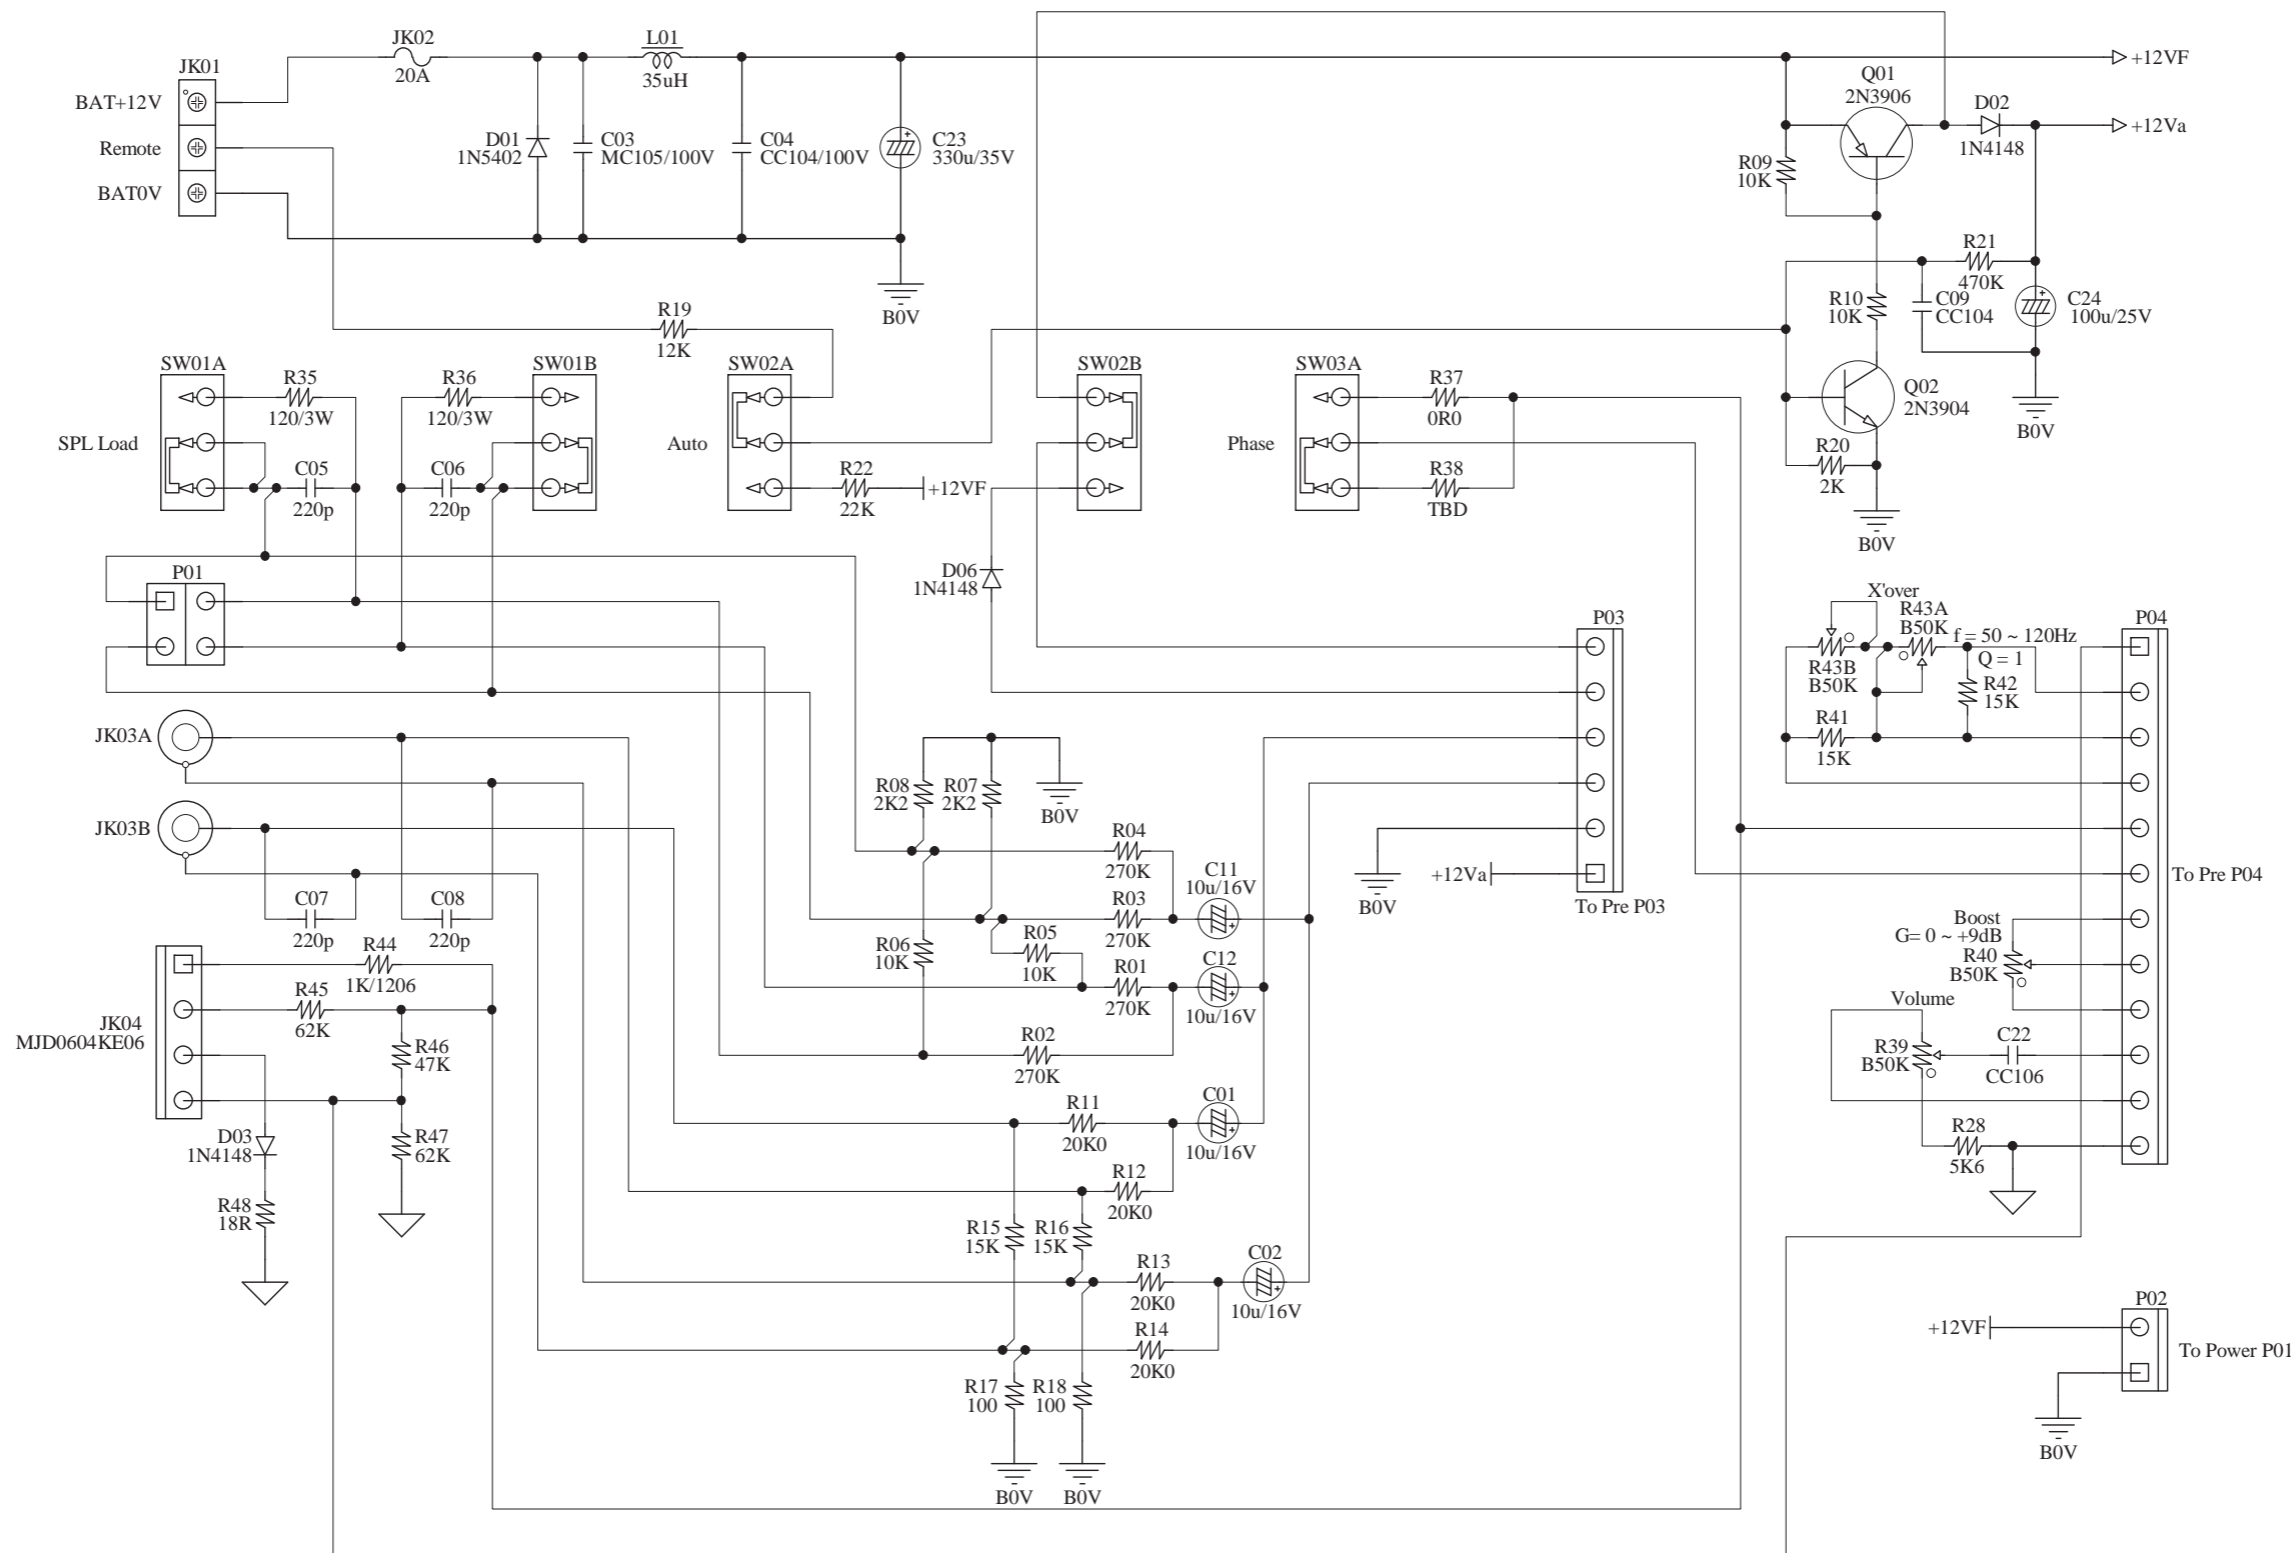 JK02
20A
L01
35uH
+12VF
JK01
BAT+12V
Remote
BAT0V
D01
1N5402
C03
MC105/100V
C04
CC104/100V
C23
330u/35V
B0V
Q01
2N3906
D02
1N4148
+12Va
R09
10K
R21
470K
R10
10K
C09
CC104
C24
100u/25V
B0V
Q02
2N3904
R20
2K
B0V
R19
12K
SW01A
R35
120/3W
SPL Load
C05
220p
R36
120/3W
SW01B
C06
220p
SW02A
Auto
R22
22K
+12VF
SW02B
SW03A
Phase
R37
0R0
R38
TBD
P01
D06
1N4148
P03
X'over
R43A
B50K
f = 50 ~ 120Hz
Q = 1
R43B
B50K
R42
15K
R41
15K
P04
JK03A
JK03B
R08
2K2
R07
2K2
B0V
R04
270K
C11
10u/16V
B0V
+12Va
To Pre P03
To Pre P04
C07
220p
C08
220p
R03
270K
R06
10K
R05
10K
R01
270K
C12
10u/16V
Boost
G= 0 ~ +9dB
R40
B50K
R44
1K/1206
R45
62K
JK04
MJD0604KE06
R46
47K
R02
270K
Volume
R39
B50K
C22
CC106
D03
1N4148
R47
62K
R11
20K0
C01
10u/16V
R28
5K6
R48
18R
R12
20K0
R15
15K
R16
15K
R13
20K0
C02
10u/16V
R14
20K0
R17
100
R18
100
B0V
B0V
P02
+12VF
To Power P01
B0V